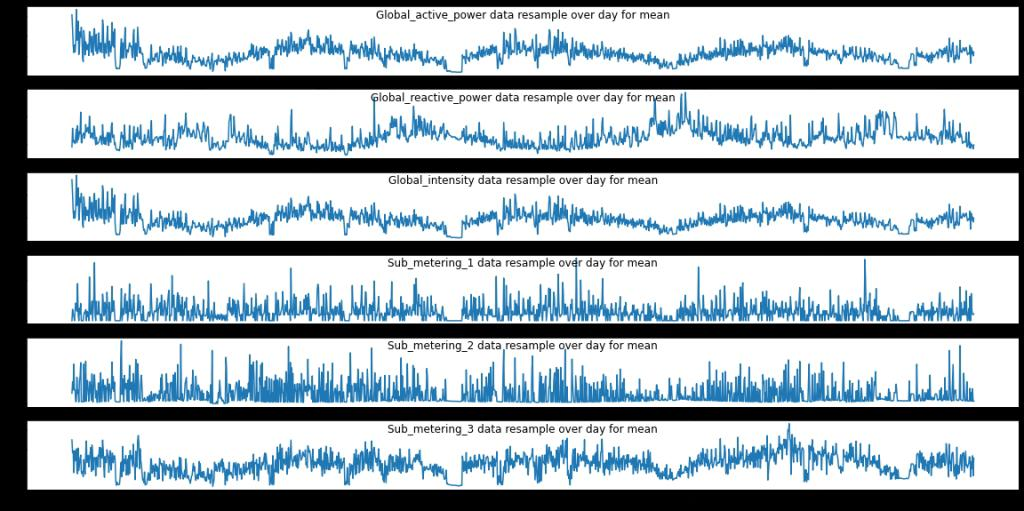 Global_active_power data resample over day for mean
Global_reactive_power data resample over day for mean
Global_intensity data resample over day for mean
Sub_metering_1 data resample over day for mean
Sub_metering_2 data resample over day for mean
Sub_metering_3 data resample over day for mean